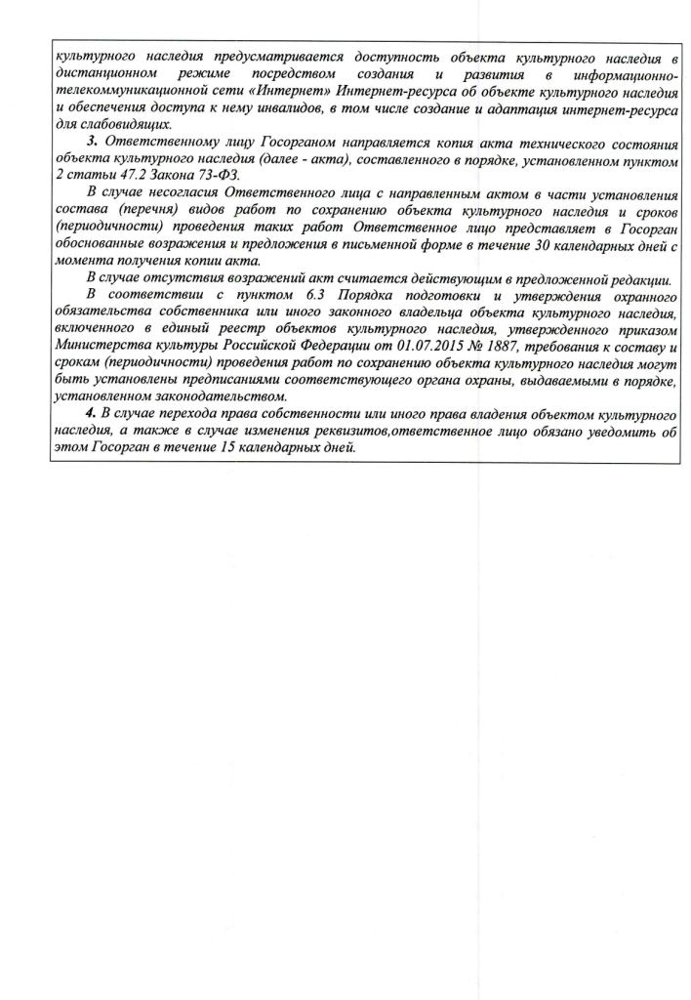 культурного наследия предусматривается доступность объекта культурного наследия в
дистанционном режиме посредством создания и развития в информационно-
телекоммуникационной сети «Интернет» Интернет-ресурса об объекте культурного наследия
и обеспечения доступа к нему инвалидов, в том числе создание и адаптация интернет-ресурса
для слабовидящих.
3. Ответственному лицу Госорганом направляется копия акта технического состояния
объекта культурного наследия (далее - акта), составленного в порядке, установленном пунктом
2 статьи 47.2 Закона 73-ФЗ.
В случае несогласия Ответственного лица с направленным актом в части установления
состава (перечня) видов работ по сохранению объекта культурного наследия и сроков
(периодичности) проведения таких работ Ответственное лицо представляет в Госорган
обоснованные возражения и предложения в письменной форме в течение 30 календарных дней с
момента получения копии акта.
В случае отсутствия возражений акт считается действующим в предложенной редакции.
В соответствии с пунктом 6.3 Порядка подготовки и утверждения охранного
обязательства собственника или иного законного владельца объекта культурного наследия,
включенного в единый реестр объектов культурного наследия, утвержденного приказом
Министерства культуры Российской Федерации от 01.07.2015 № 1887, требования к составу и
срокам (периодичности) проведения работ по сохранению объекта культурного наследия могут
быть установлены предписаниями соответствующего органа охраны, выдаваемыми в порядке,
установленном законодательством.
4. В случае перехода права собственности или иного права владения объектом культурного
наследия, а также в случае изменения реквизитов,ответственное лицо обязано уведомить об
этом Госорган в течение 15 календарных дней.